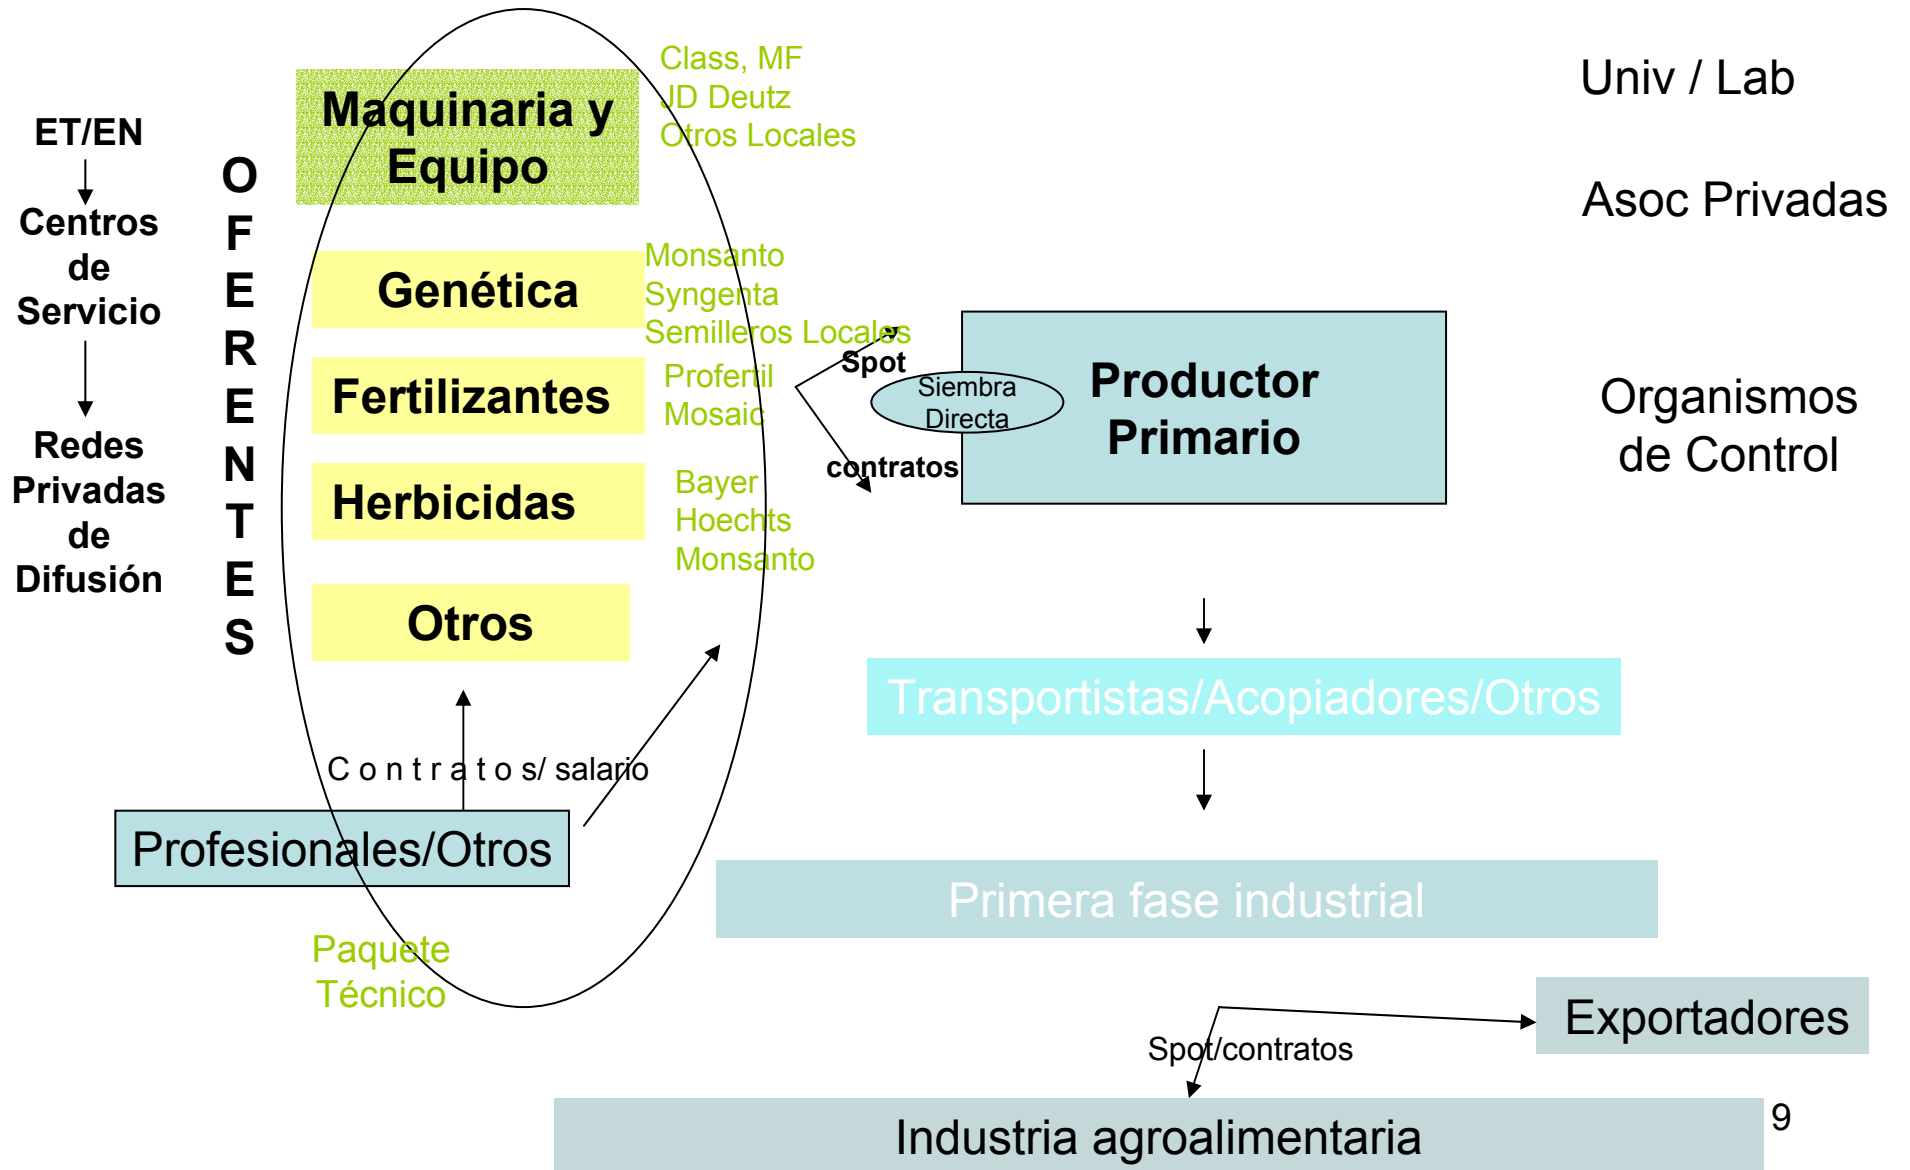 ET/EN
Centros
de
Servicio
Redes
Privadas
de
Difusión
O
F
E
R
E
N
T
E
S
Maquinaria y
Equipo
Class, MF
JD Deutz
Otros Locales
Genética
Monsanto
Syngenta
Semilleros Locales
Fertilizantes
Profertil
Mosaic
Herbicidas
Bayer
Hoechts
Monsanto
Otros
C o n t r a t o s/ salario
Profesionales/Otros
Paquete
Técnico
Spot
contratos
Siembra
Directa
Productor
Primario
Transportistas/Acopiadores/Otros
Primera fase industrial
Spot/contratos
Exportadores
Industria agroalimentaria
Univ / Lab
Asoc Privadas
Organismos
de Control
9